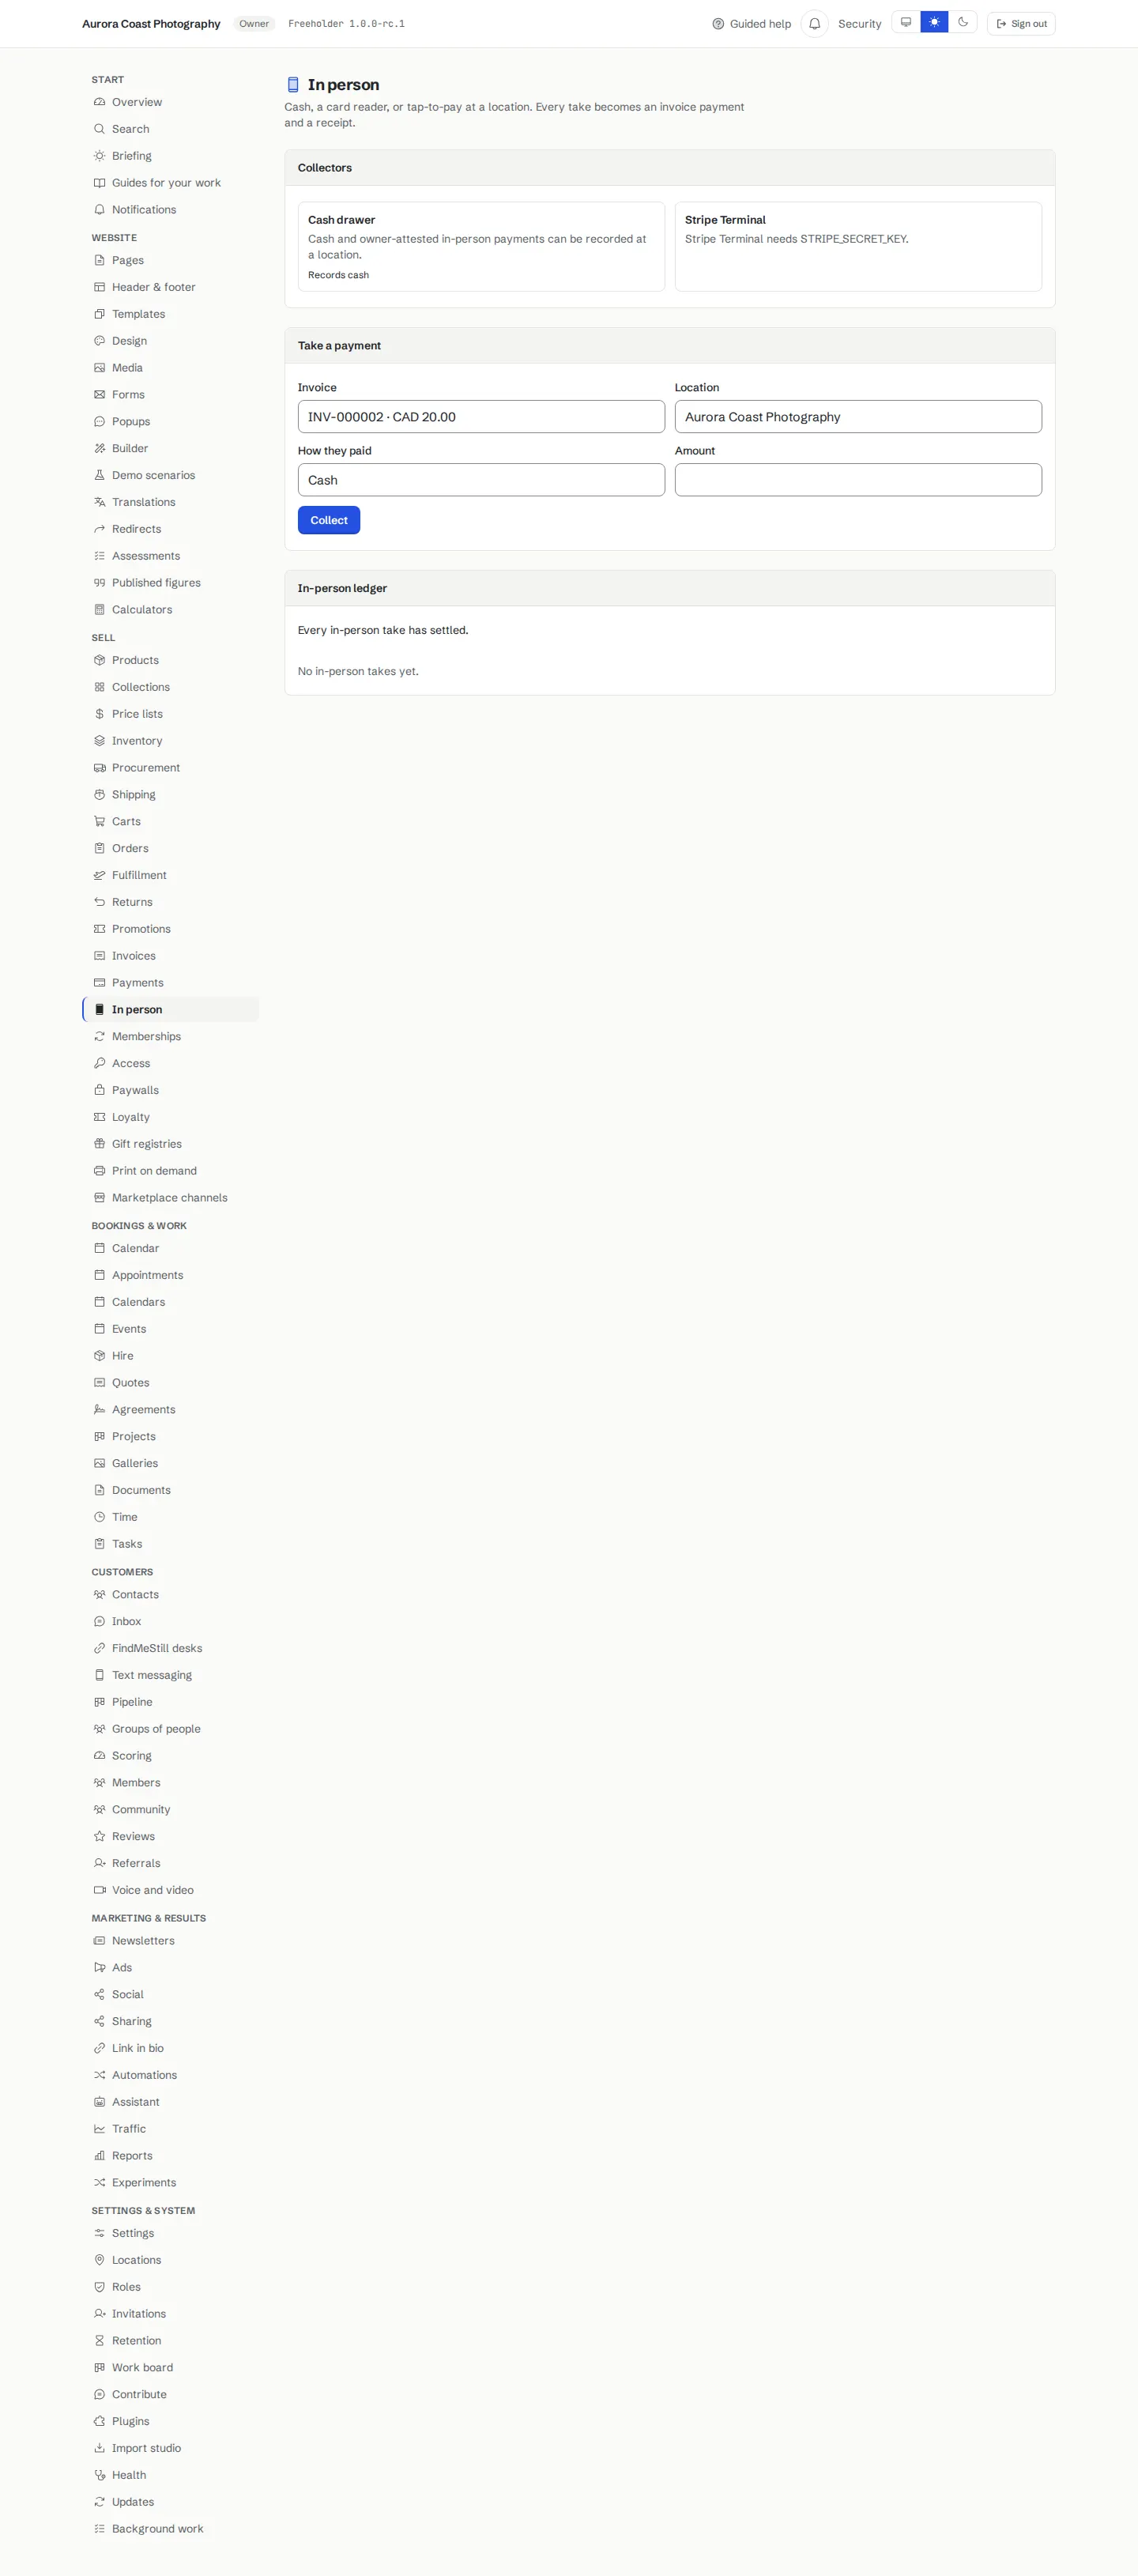 Aurora Coast Photography
Owner
Freeholder 1.0.0-rc.1
Guided help
Security
Sign out
START
Overview
Search
Briefing
Guides for your work
Notifications
WEBSITE
Pages
Header & footer
Templates
Design
Media
Forms
Popups
Builder
Demo scenarios
Translations
Redirects
Assessments
Published figures
Calculators
SELL
Products
Collections
Price lists
Inventory
Procurement
Shipping
Carts
Orders
Fulfillment
Returns
Promotions
Invoices
Payments
In person
Memberships
Access
Paywalls
Loyalty
Gift registries
Print on demand
Marketplace channels
BOOKINGS & WORK
Calendar
Appointments
Calendars
Events
Hire
Quotes
Agreements
Projects
Galleries
Documents
Time
Tasks
CUSTOMERS
Contacts
Inbox
FindMeStill desks
Text messaging
Pipeline
Groups of people
Scoring
Members
Community
Reviews
Referrals
Voice and video
MARKETING & RESULTS
Newsletters
Ads
Social
Sharing
Link in bio
Automations
Assistant
Traffic
Reports
Experiments
SETTINGS & SYSTEM
Settings
Locations
Roles
Invitations
Retention
Work board
Contribute
Plugins
Import studio
Health
Updates
Background work
In person
Cash, a card reader, or tap-to-pay at a location. Every take becomes an invoice payment
and a receipt.
Collectors
Cash drawer
Cash and owner-attested in-person payments can be recorded at
a location.
Records cash
Stripe Terminal
Stripe Terminal needs STRIPE_SECRET_KEY.
Take a payment
Invoice
INV-000002 · CAD 20.00
Location
Aurora Coast Photography
How they paid
Cash
Amount
Collect
In-person ledger
Every in-person take has settled.
No in-person takes yet.